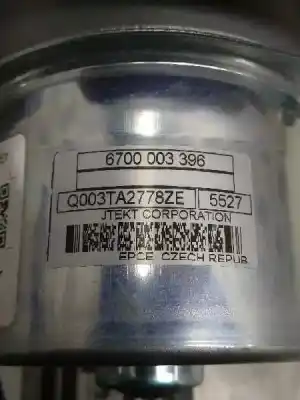 6700 003 396
Q003TA2778ZE 5527
JTEKT CORPORATION
EPCE, CZECH REPUB